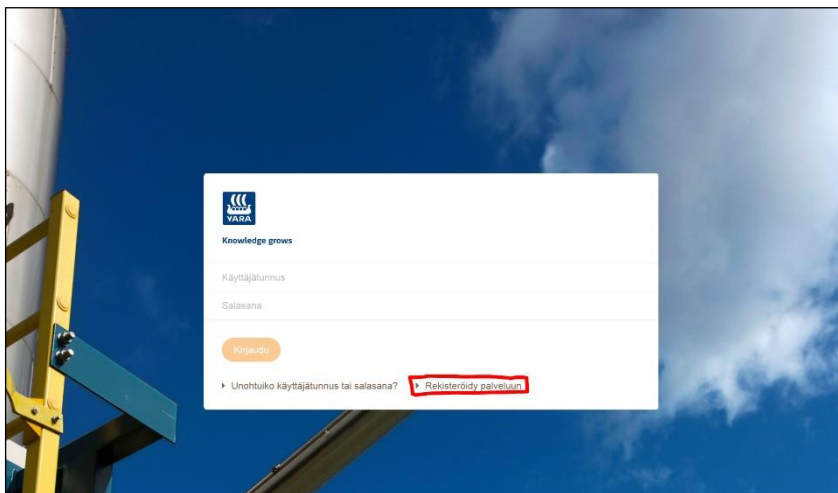 YARA
Knowledge grows
Käyttäjätunnus
Salasana
Kirjaudu
Unohtuiko käyttäjätunnus tai salasana? Rekisteröidy palveluun